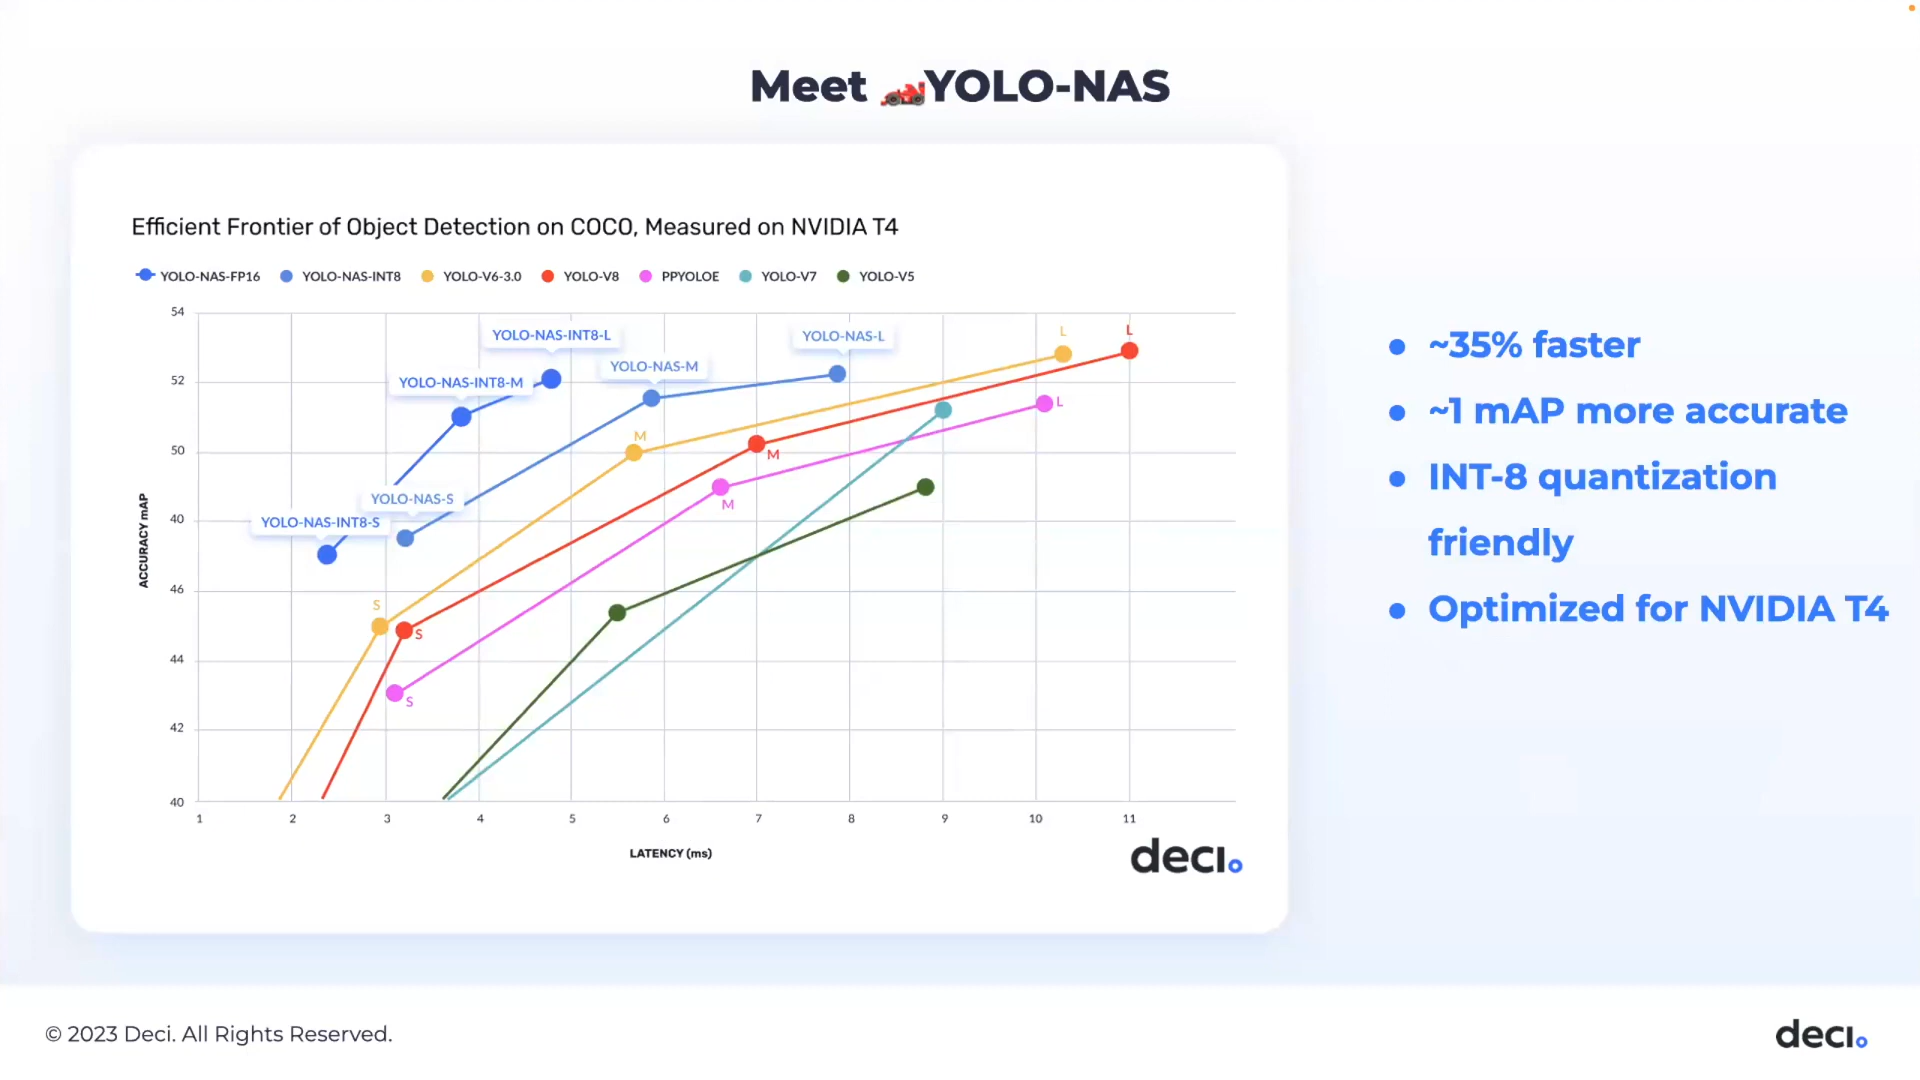 Meet YOLO-NAS
Efficient Frontier of Object Detection on COCO, Measured on NVIDIA T4
YOLO-NAS-FP16 YOLO-NAS-INT8 YOLO-V6-3.0 YOLO-V8 PPYOLOE YOLO-V7 YOLO-V5
54
52
50
40
46
44
42
40
ACCURACY mAP
YOLO-NAS-INT8-L
YOLO-NAS-L
YOLO-NAS-M
YOLO-NAS-INT8-M
YOLO-NAS-S
YOLO-NAS-INT8-S
L
L
L
M
M
M
S
S
S
1 2 3 4 5 6 7 8 9 10 11
LATENCY (ms)
deci.
~35% faster
~1 mAP more accurate
INT-8 quantization
friendly
Optimized for NVIDIA T4
© 2023 Deci. All Rights Reserved.
deci.